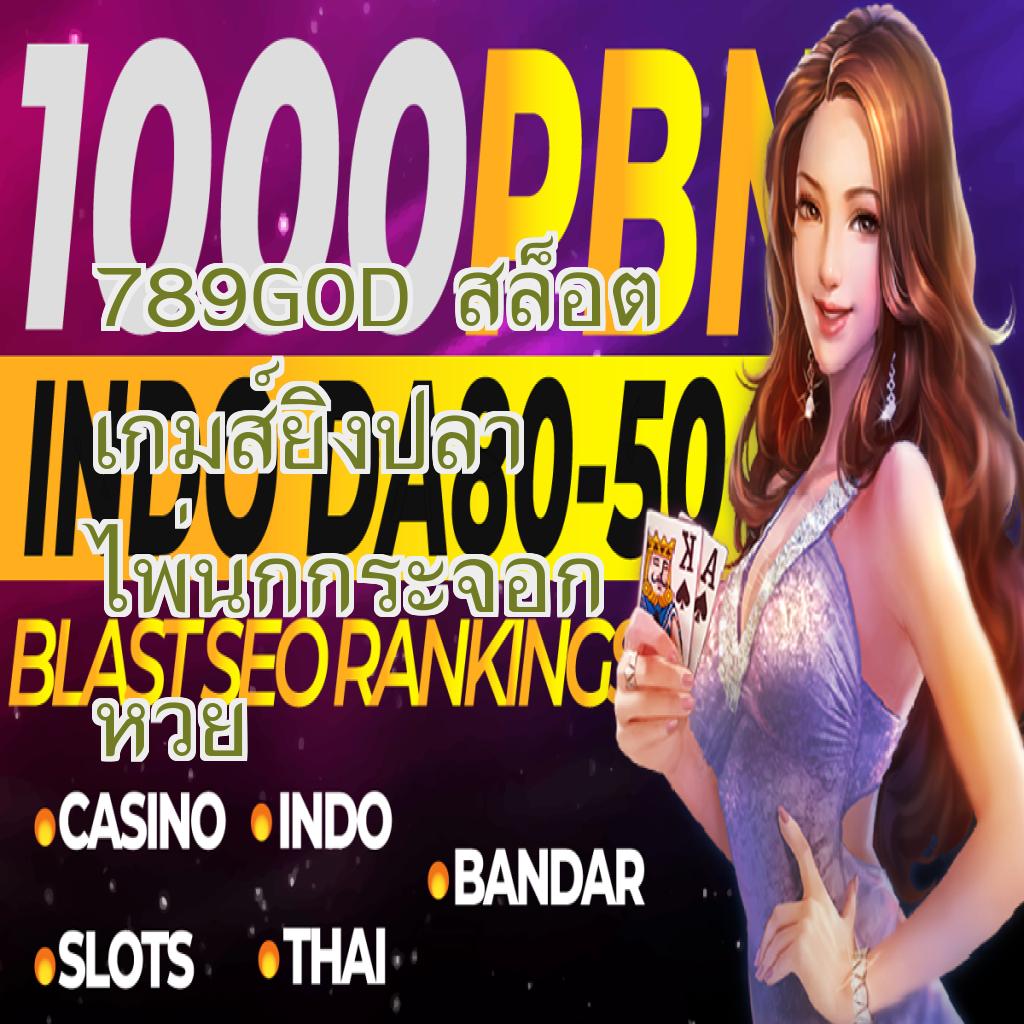 1000 PBN
789GOD สล็อต
INDO DA80-50
เกมส์ยิงปลา
ไพ่นกกระจอก
BLAST SEO RANKINGS
หวย
CASINO
INDO
BANDAR
SLOTS
THAI
K A